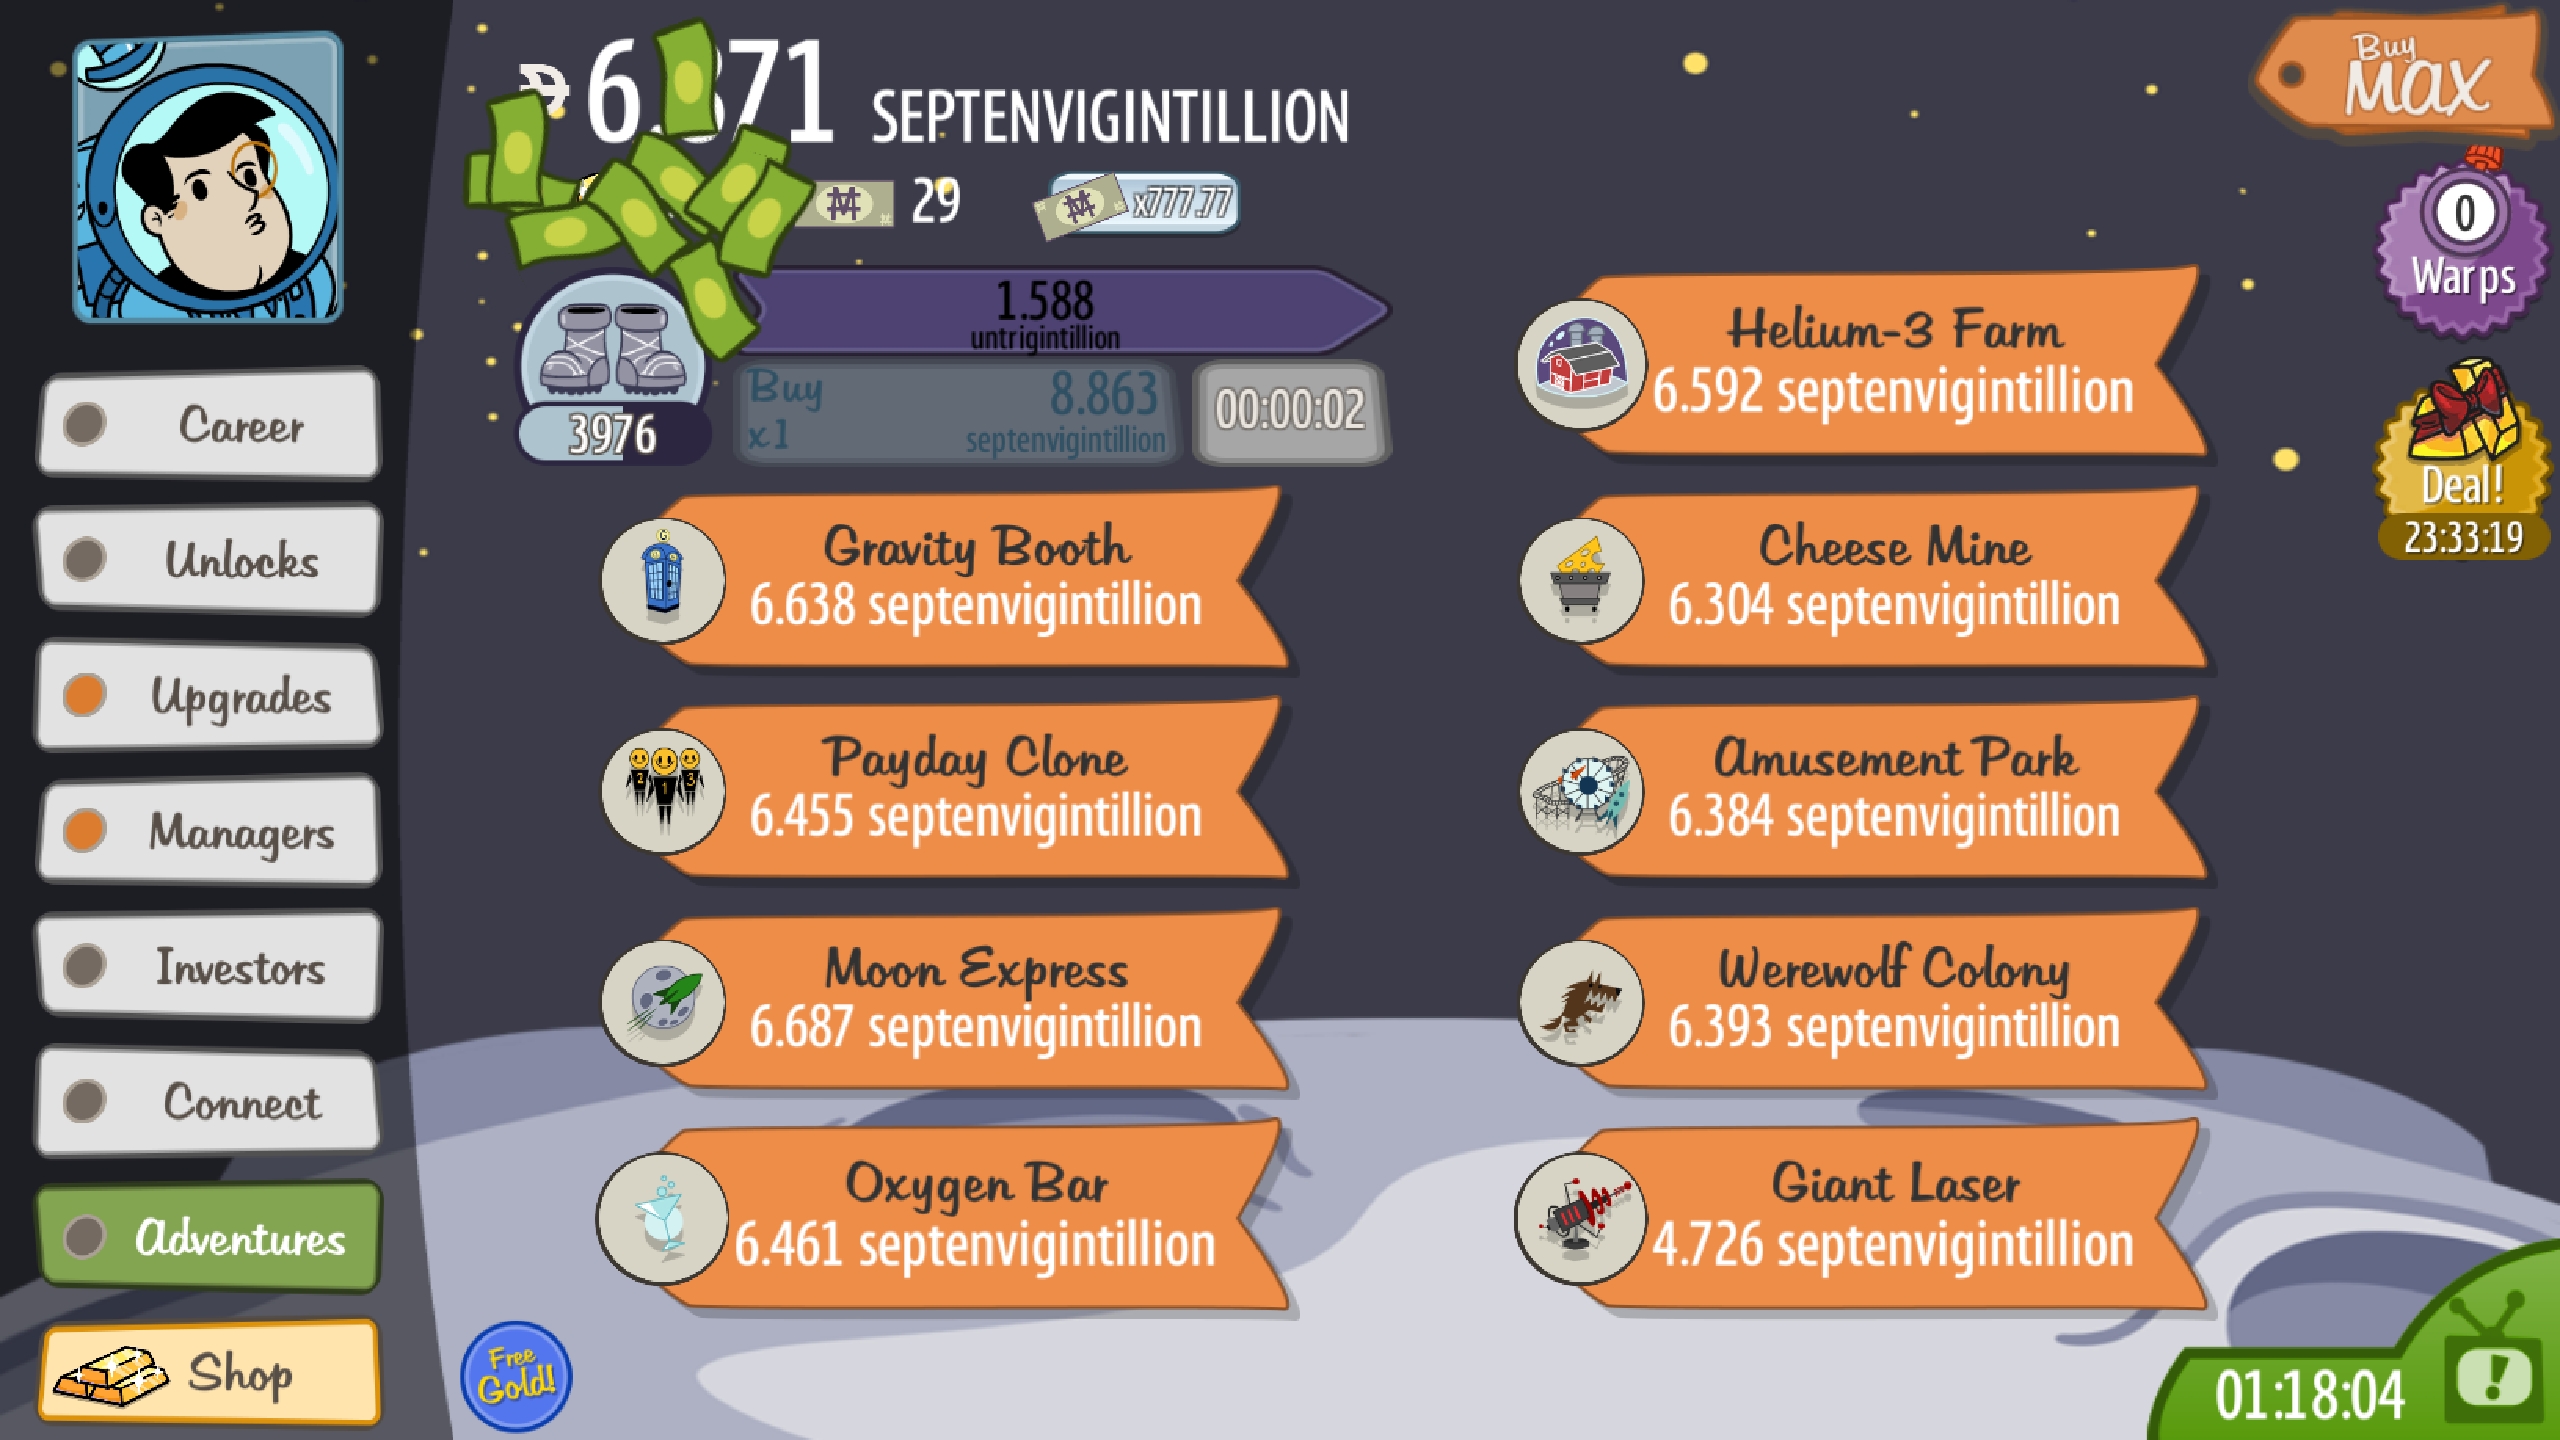 SEPTENVIGINTILLION
Buy
MAX
29
x777.77
0
Warps
1.588
untrigintillion
Buy
x1
8.863
septenvigintillion
00:00:02
3976
Helium-3 Farm
6.592 septenvigintillion
Deal!
23:33:19
Career
Unlocks
Upgrades
Managers
Investors
Connect
Adventures
Shop
Gravity Booth
6.638 septenvigintillion
Cheese Mine
6.304 septenvigintillion
Payday Clone
6.455 septenvigintillion
Amusement Park
6.384 septenvigintillion
Moon Express
6.687 septenvigintillion
Werewolf Colony
6.393 septenvigintillion
Oxygen Bar
6.461 septenvigintillion
Giant Laser
4.726 septenvigintillion
Free
Gold!
01:18:04